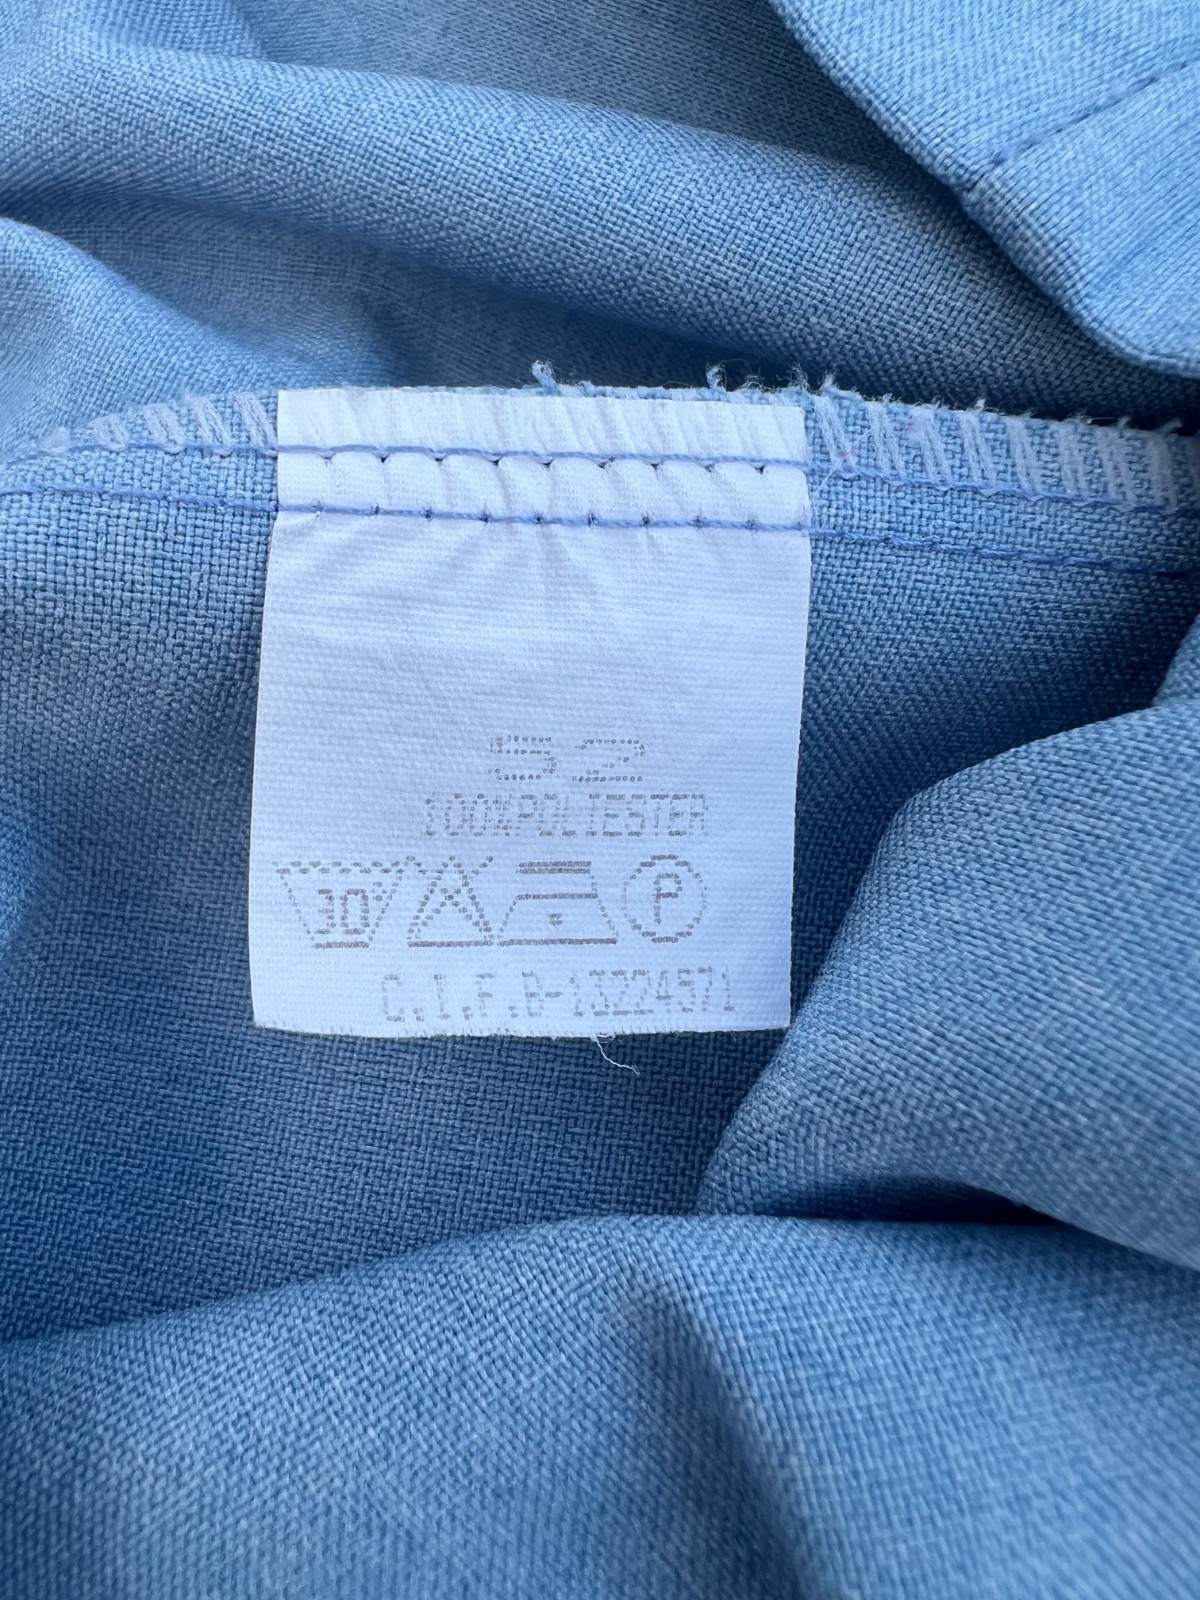 52
100%POLIESTER
30 P
C.I.F.B-13224571